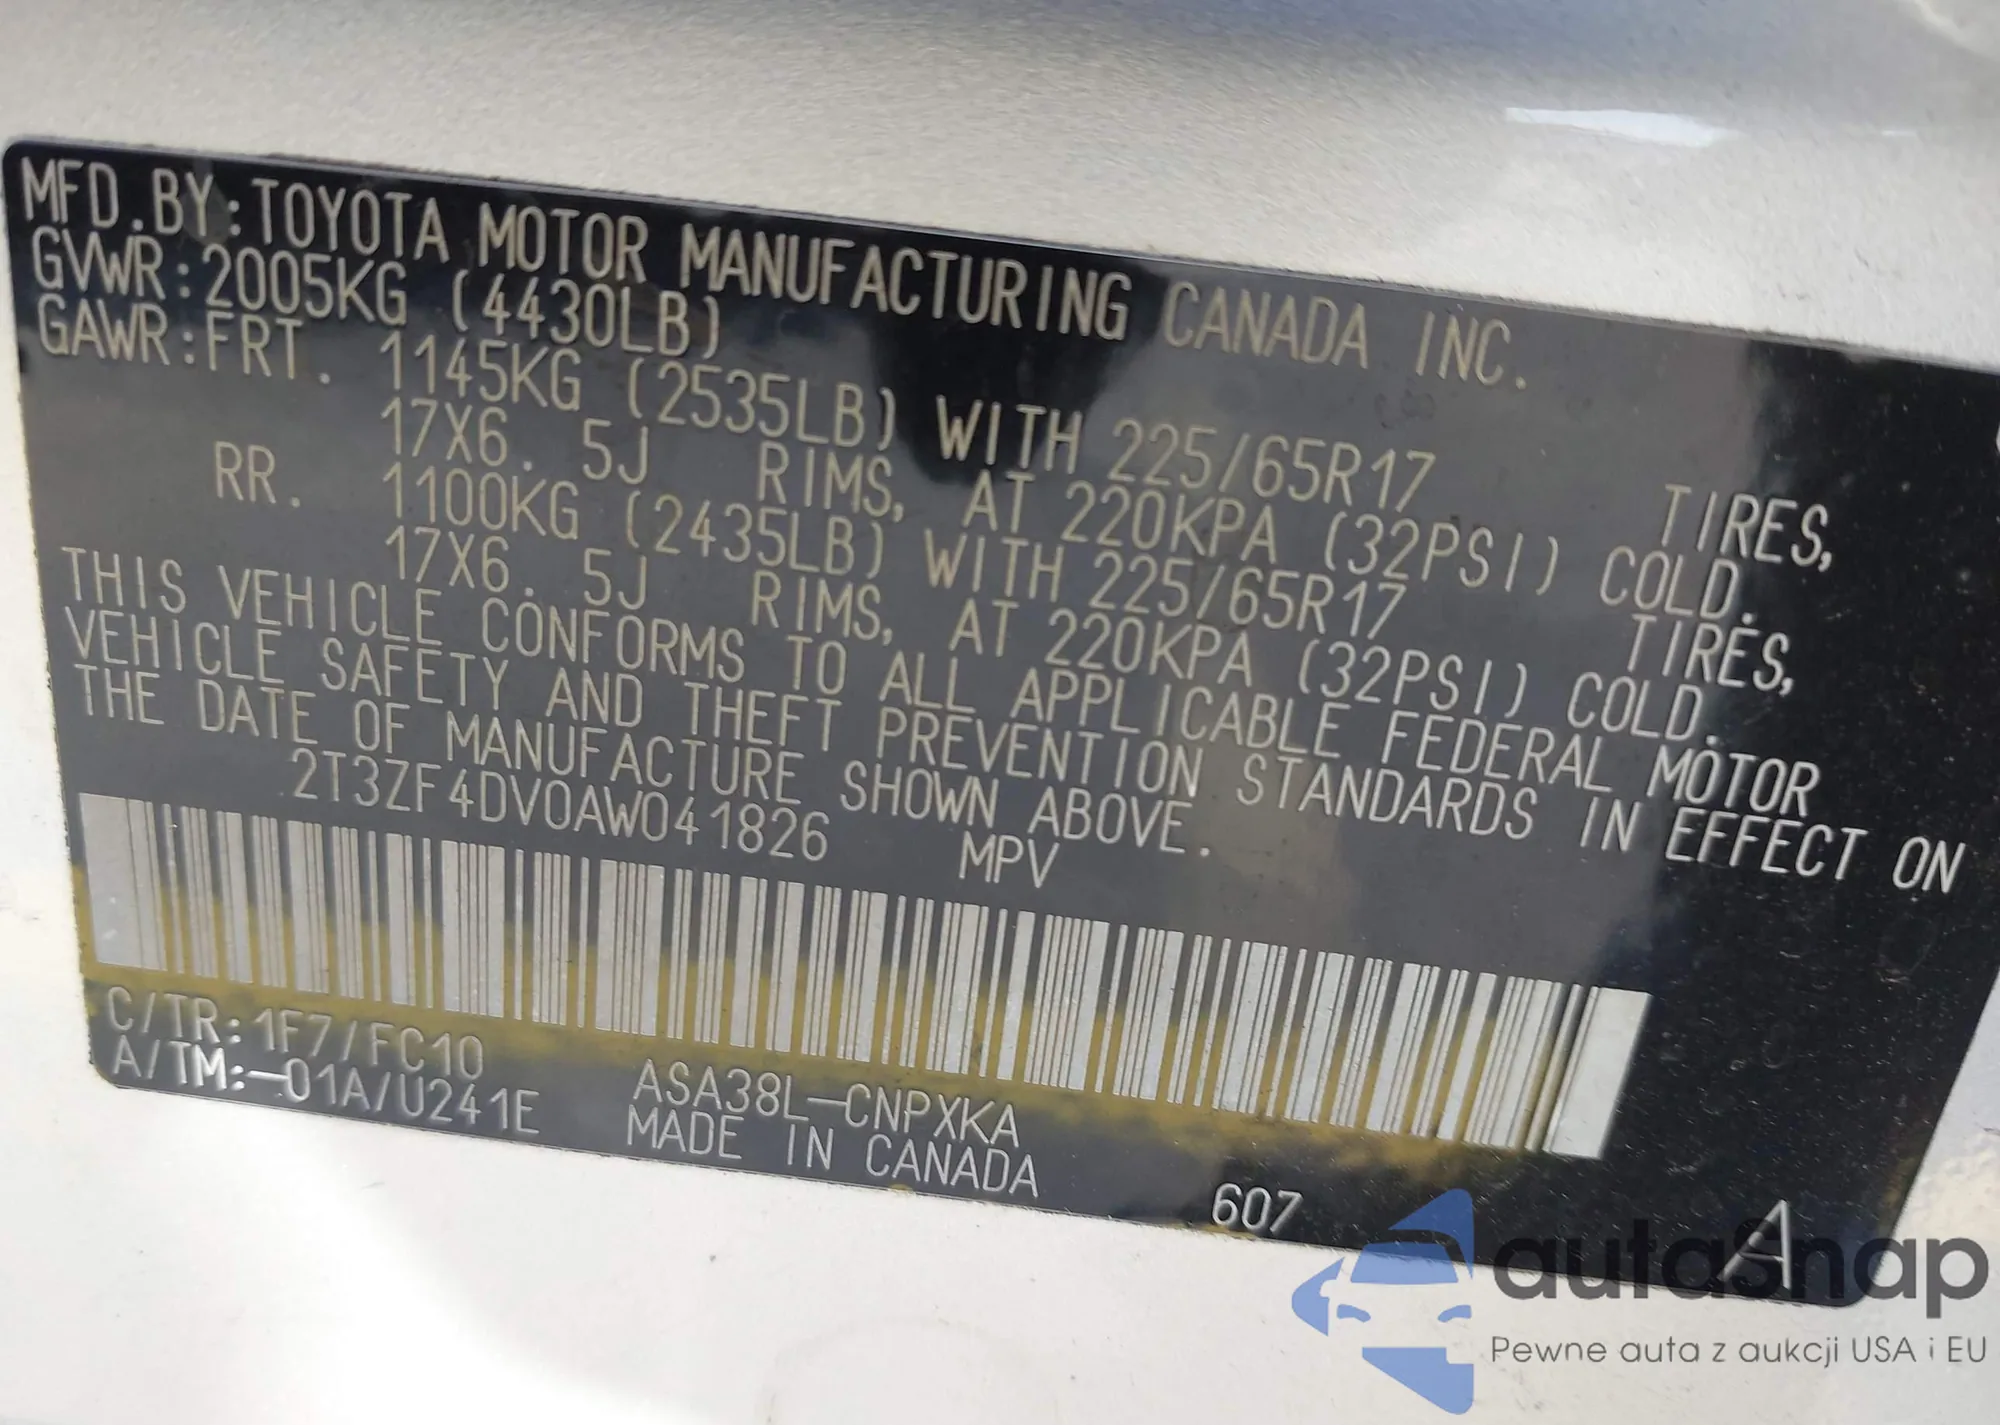 MFD.BY:TOYOTA MOTOR MANUFACTURING CANADA INC.
GVWR:2005KG (4430LB)
GAWR:FRT. 1145KG (2535LB) WITH 225/65R17 TIRES,
17X6. 5J RIMS, AT 220KPA (32PSI) COLD.
RR. 1100KG (2435LB) WITH 225/65R17 TIRES,
17X6. 5J RIMS, AT 220KPA (32PSI) COLD.
THIS VEHICLE CONFORMS TO ALL APPLICABLE FEDERAL MOTOR
VEHICLE SAFETY AND THEFT PREVENTION STANDARDS IN EFFECT ON
THE DATE OF MANUFACTURE SHOWN ABOVE.
2T3ZF4DV0AW041826 MPV
C/TR:1F7/FC10 ASA38L-CNPXKA
A/TM:-01A/U241E MADE IN CANADA
607 A
autoSnap
Pewne auta z aukcji USA i EU